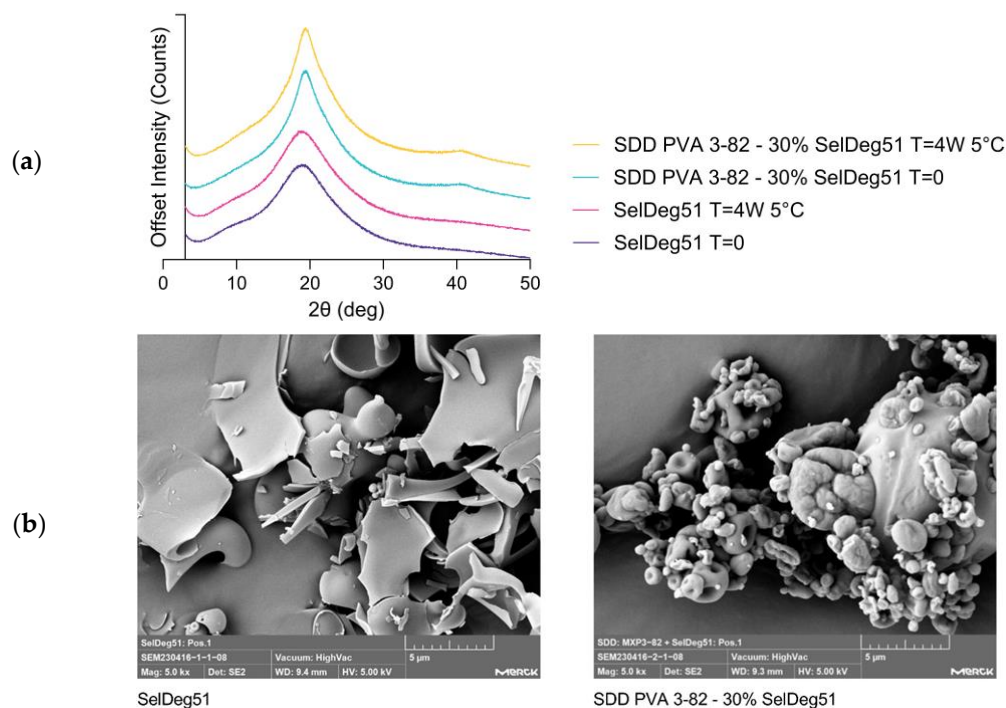 (a)
Offset Intensity (Counts)
0 10 20 30 40 50
2θ (deg)
SDD PVA 3-82 - 30% SelDeg51 T=4W 5°C
SDD PVA 3-82 - 30% SelDeg51 T=0
SelDeg51 T=4W 5°C
SelDeg51 T=0
(b)
SelDeg51: Pos.1
SEM230416-1-1-08 Vacuum: HighVac 5 µm
Mag: 5.0 kx Det: SE2 WD: 9.4 mm HV: 5.00 kV MERCK
SelDeg51
SDD: MXP3-82 + SelDeg51: Pos.1
SEM230416-2-1-08 Vacuum: HighVac 5 µm
Mag: 5.0 kx Det: SE2 WD: 9.3 mm HV: 5.00 kV MERCK
SDD PVA 3-82 - 30% SelDeg51